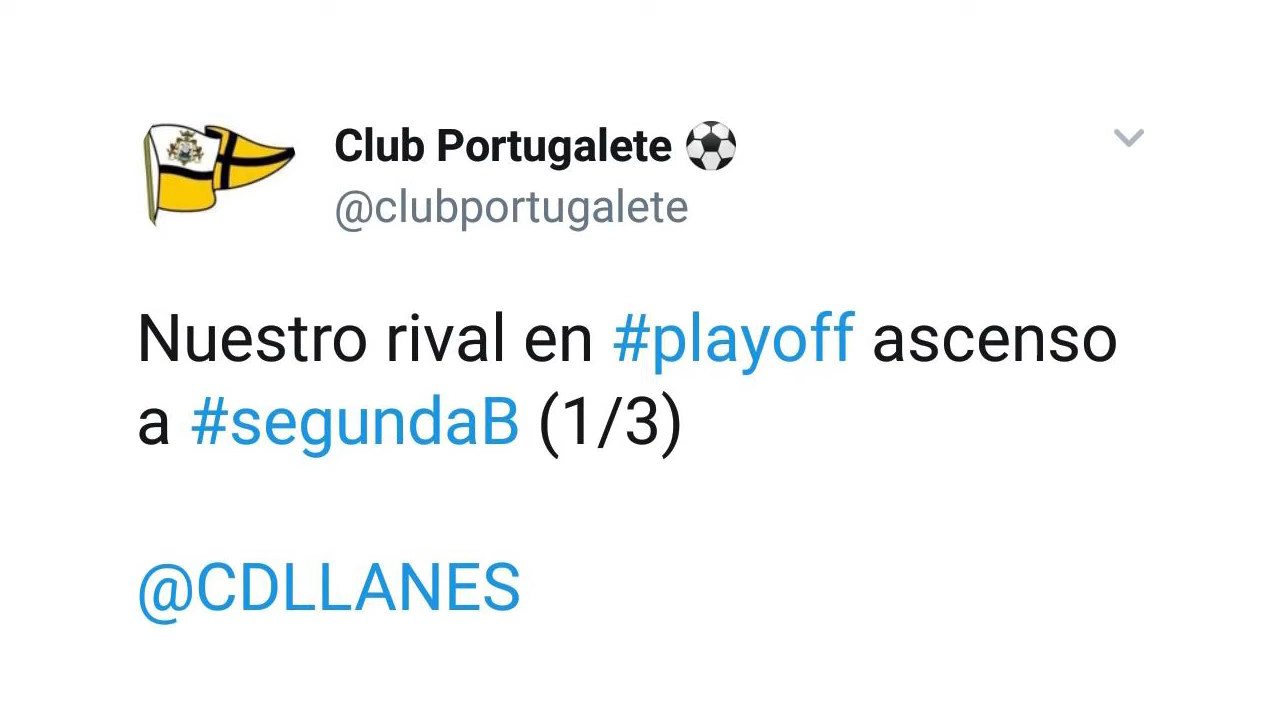 Club Portugalete ⚽
@clubportugalete
Nuestro rival en #playoff ascenso
a #segundaB (1/3)
@CDLLANES